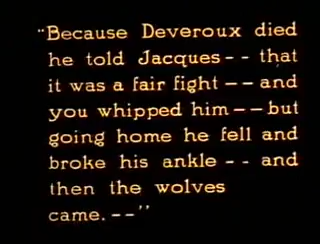 "Because Deveroux died
he told Jacques -- that
it was a fair fight -- and
you whipped him -- but
going home he fell and
broke his ankle -- and
then the wolves
came. --"